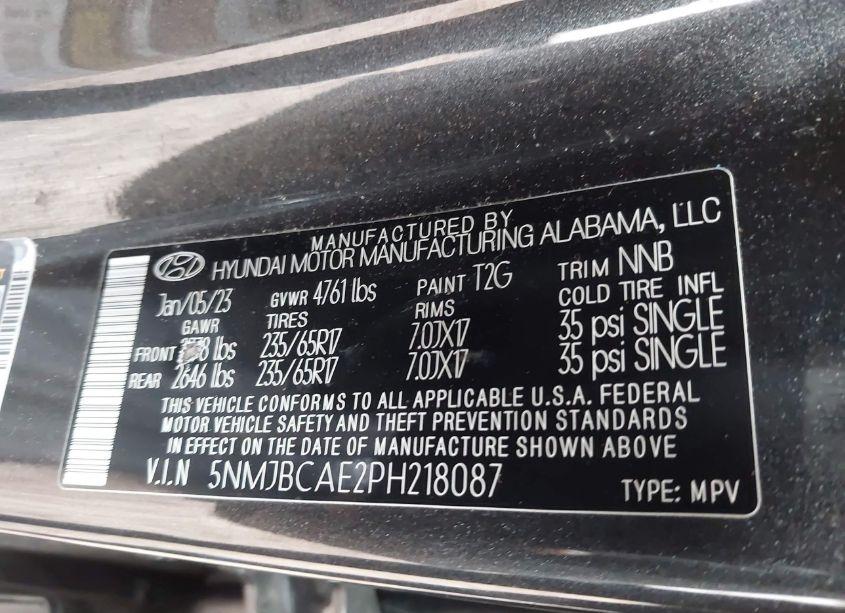 MANUFACTURED BY
HYUNDAI MOTOR MANUFACTURING ALABAMA, LLC
Jan/05/23 GVWR 4761 lbs PAINT T2G TRIM NNB
GAWR TIRES RIMS COLD TIRE INFL
FRONT lbs 235/65R17 7.0JX17 35 psi SINGLE
REAR 2646 lbs 235/65R17 7.0JX17 35 psi SINGLE
THIS VEHICLE CONFORMS TO ALL APPLICABLE U.S.A. FEDERAL
MOTOR VEHICLE SAFETY AND THEFT PREVENTION STANDARDS
IN EFFECT ON THE DATE OF MANUFACTURE SHOWN ABOVE
V.I.N 5NMJBCAE2PH218087 TYPE: MPV